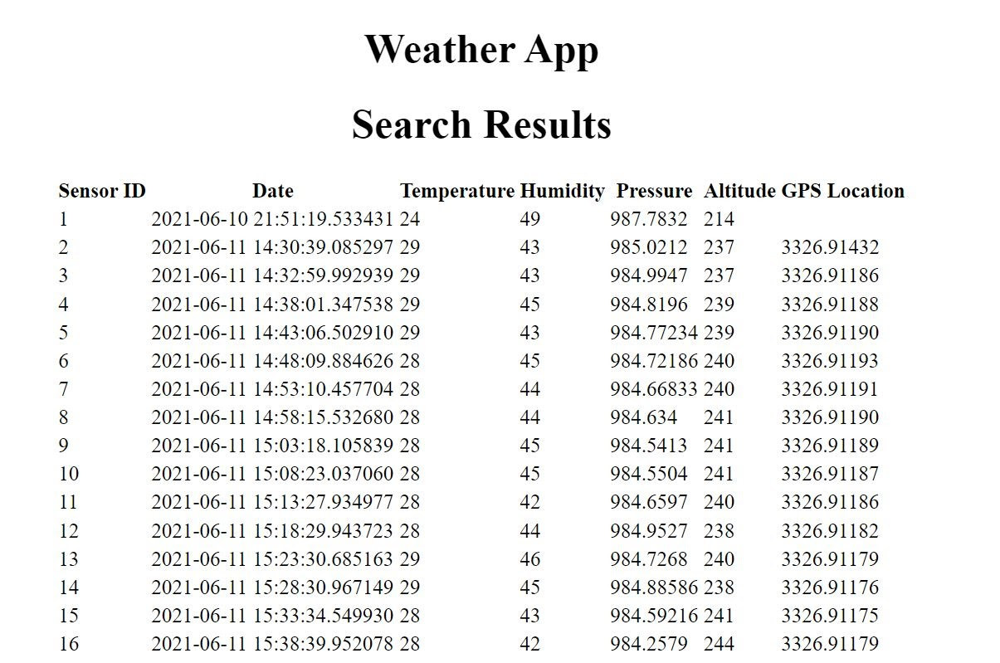 Weather App
Search Results
Sensor ID Date Temperature Humidity Pressure Altitude GPS Location
1 2021-06-10 21:51:19.533431 24 49 987.7832 214
2 2021-06-11 14:30:39.085297 29 43 985.0212 237 3326.91432
3 2021-06-11 14:32:59.992939 29 43 984.9947 237 3326.91186
4 2021-06-11 14:38:01.347538 29 45 984.8196 239 3326.91188
5 2021-06-11 14:43:06.502910 29 43 984.77234 239 3326.91190
6 2021-06-11 14:48:09.884626 28 45 984.72186 240 3326.91193
7 2021-06-11 14:53:10.457704 28 44 984.66833 240 3326.91191
8 2021-06-11 14:58:15.532680 28 44 984.634 241 3326.91190
9 2021-06-11 15:03:18.105839 28 45 984.5413 241 3326.91189
10 2021-06-11 15:08:23.037060 28 45 984.5504 241 3326.91187
11 2021-06-11 15:13:27.934977 28 42 984.6597 240 3326.91186
12 2021-06-11 15:18:29.943723 28 44 984.9527 238 3326.91182
13 2021-06-11 15:23:30.685163 29 46 984.7268 240 3326.91179
14 2021-06-11 15:28:30.967149 29 45 984.88586 238 3326.91176
15 2021-06-11 15:33:34.549930 28 43 984.59216 241 3326.91175
16 2021-06-11 15:38:39.952078 28 42 984.2579 244 3326.91179